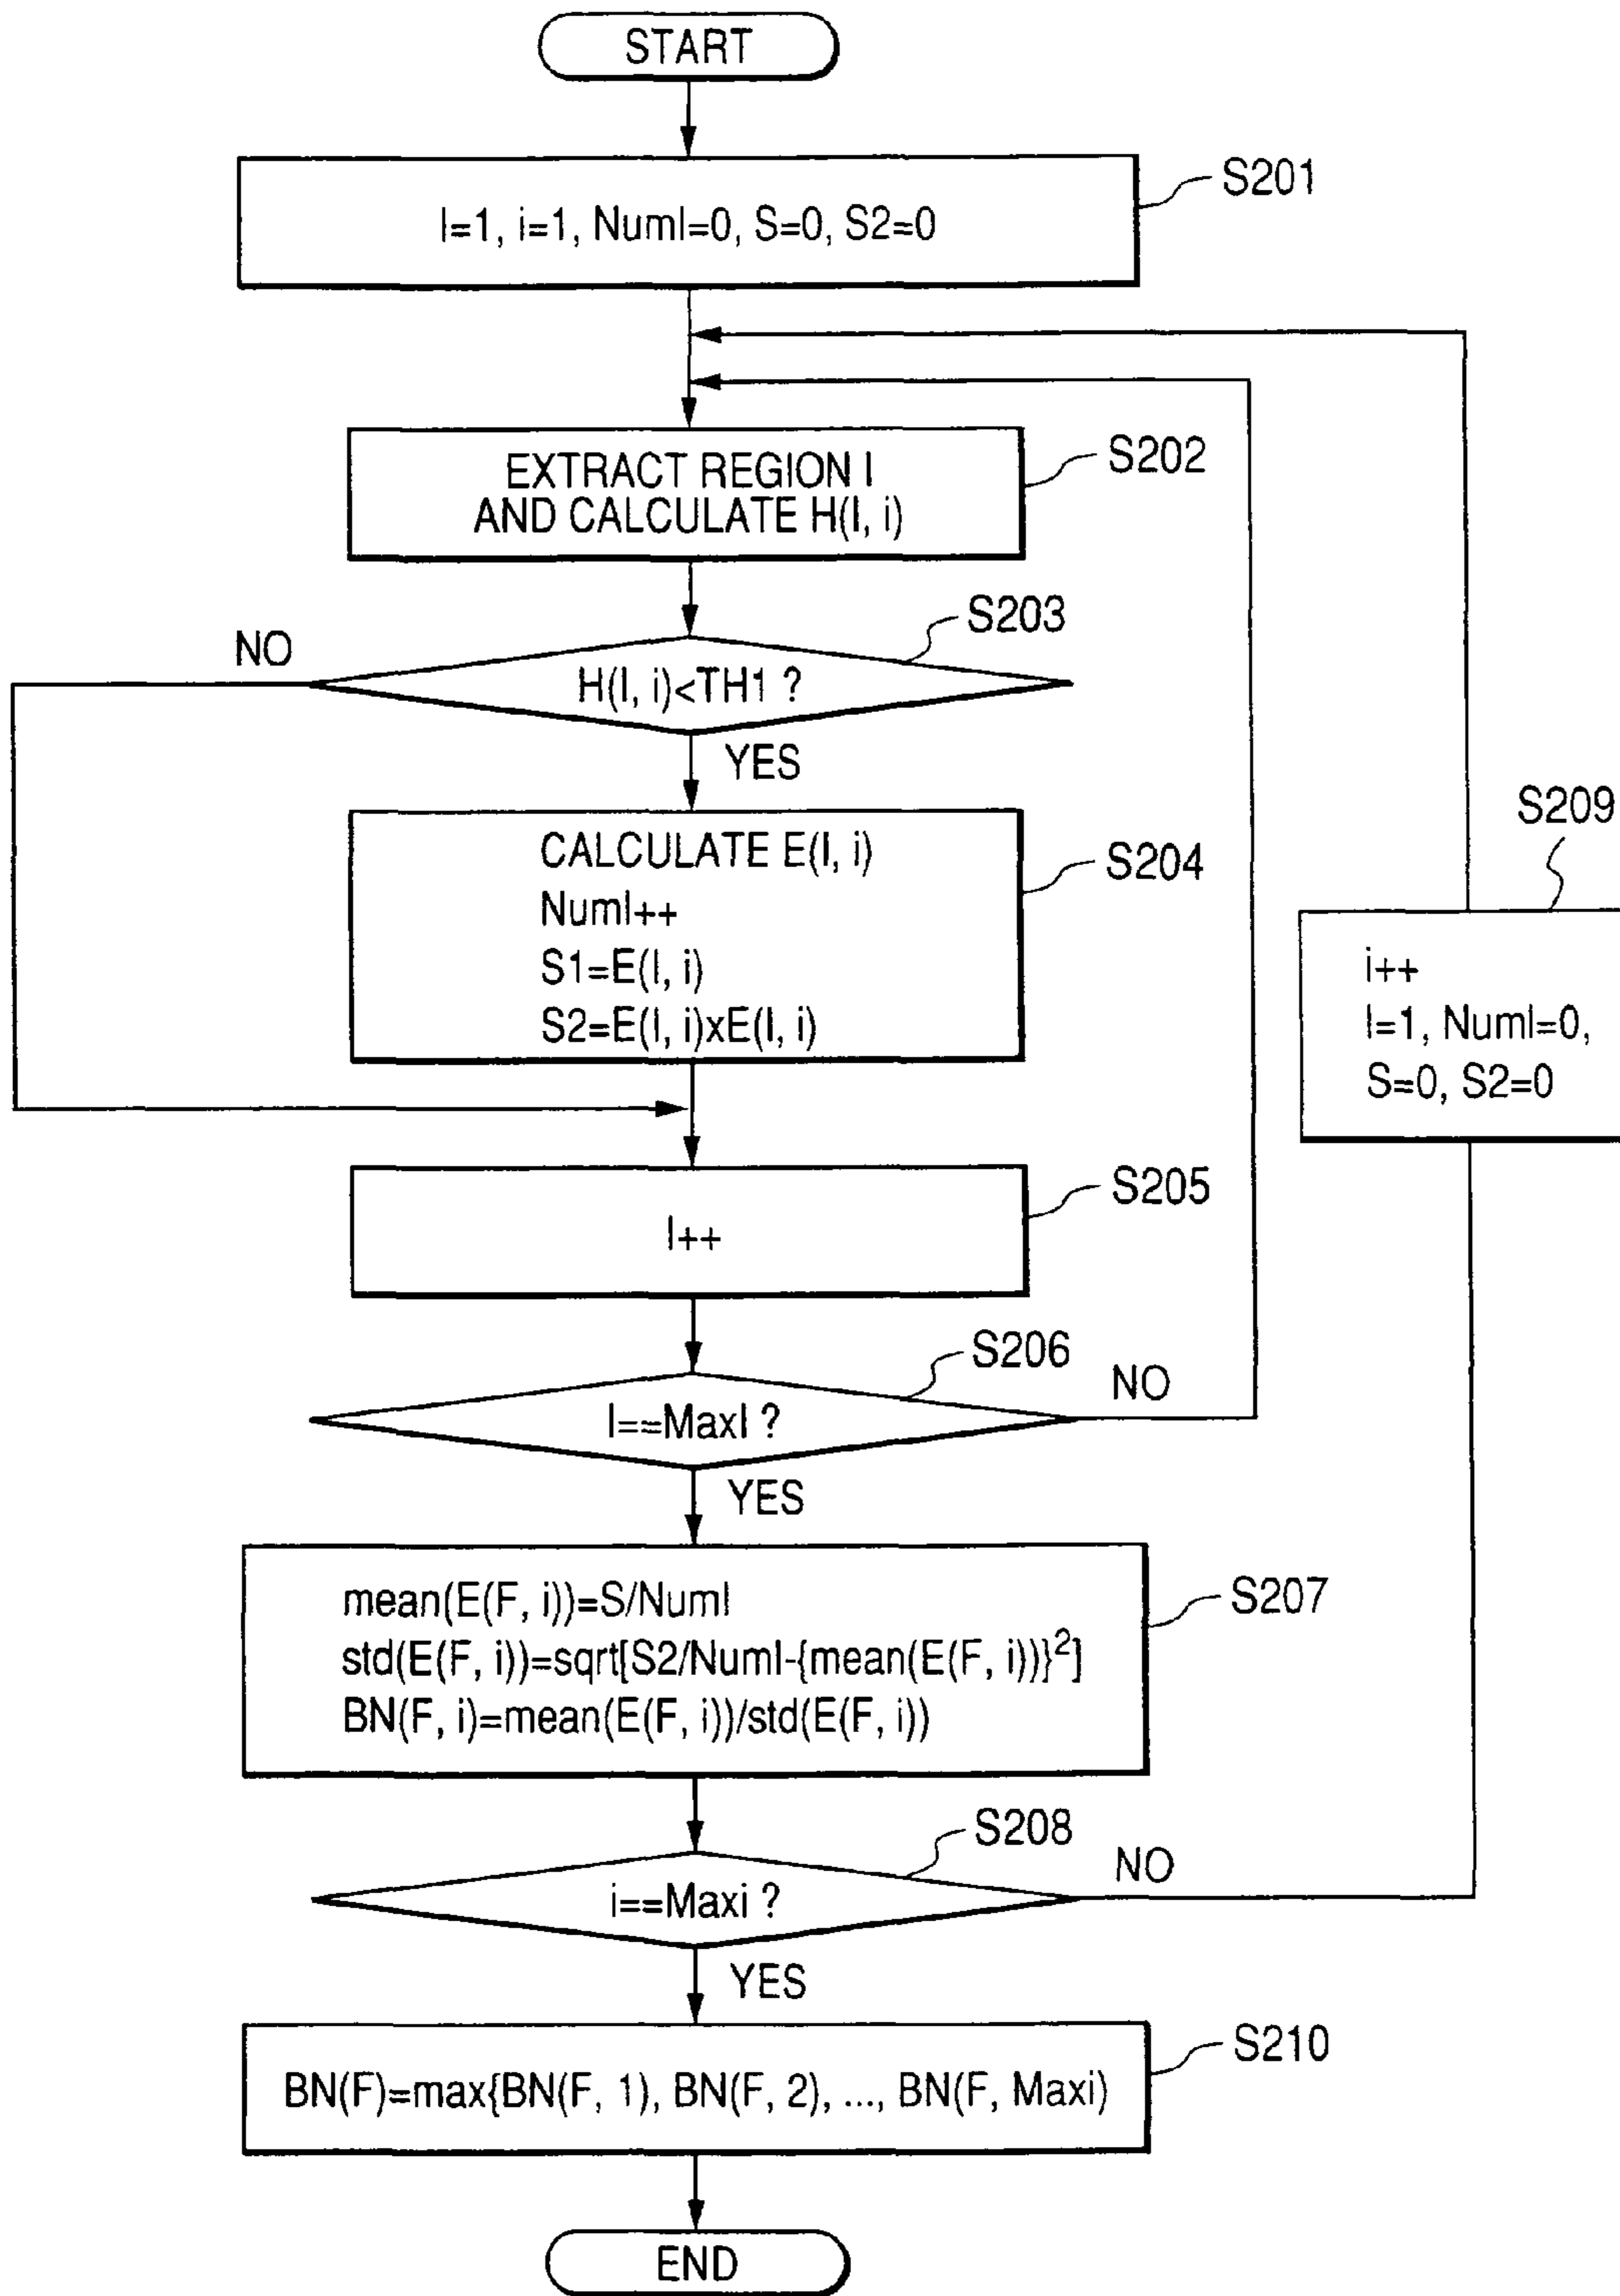 START
S201
I=1, i=1, NumI=0, S=0, S2=0
S202
EXTRACT REGION I
AND CALCULATE H(I, i)
S203
NO
H(I, i)<TH1 ?
YES
S204
CALCULATE E(I, i)
NumI++
S1=E(I, i)
S2=E(I, i)xE(I, i)
S209
i++
I=1, NumI=0,
S=0, S2=0
S205
I++
S206
NO
I==MaxI ?
YES
S207
mean(E(F, i))=S/NumI
std(E(F, i))=sqrt[S2/NumI-{mean(E(F, i))}²]
BN(F, i)=mean(E(F, i))/std(E(F, i))
S208
NO
i==Maxi ?
YES
S210
BN(F)=max{BN(F, 1), BN(F, 2), ..., BN(F, Maxi)
END